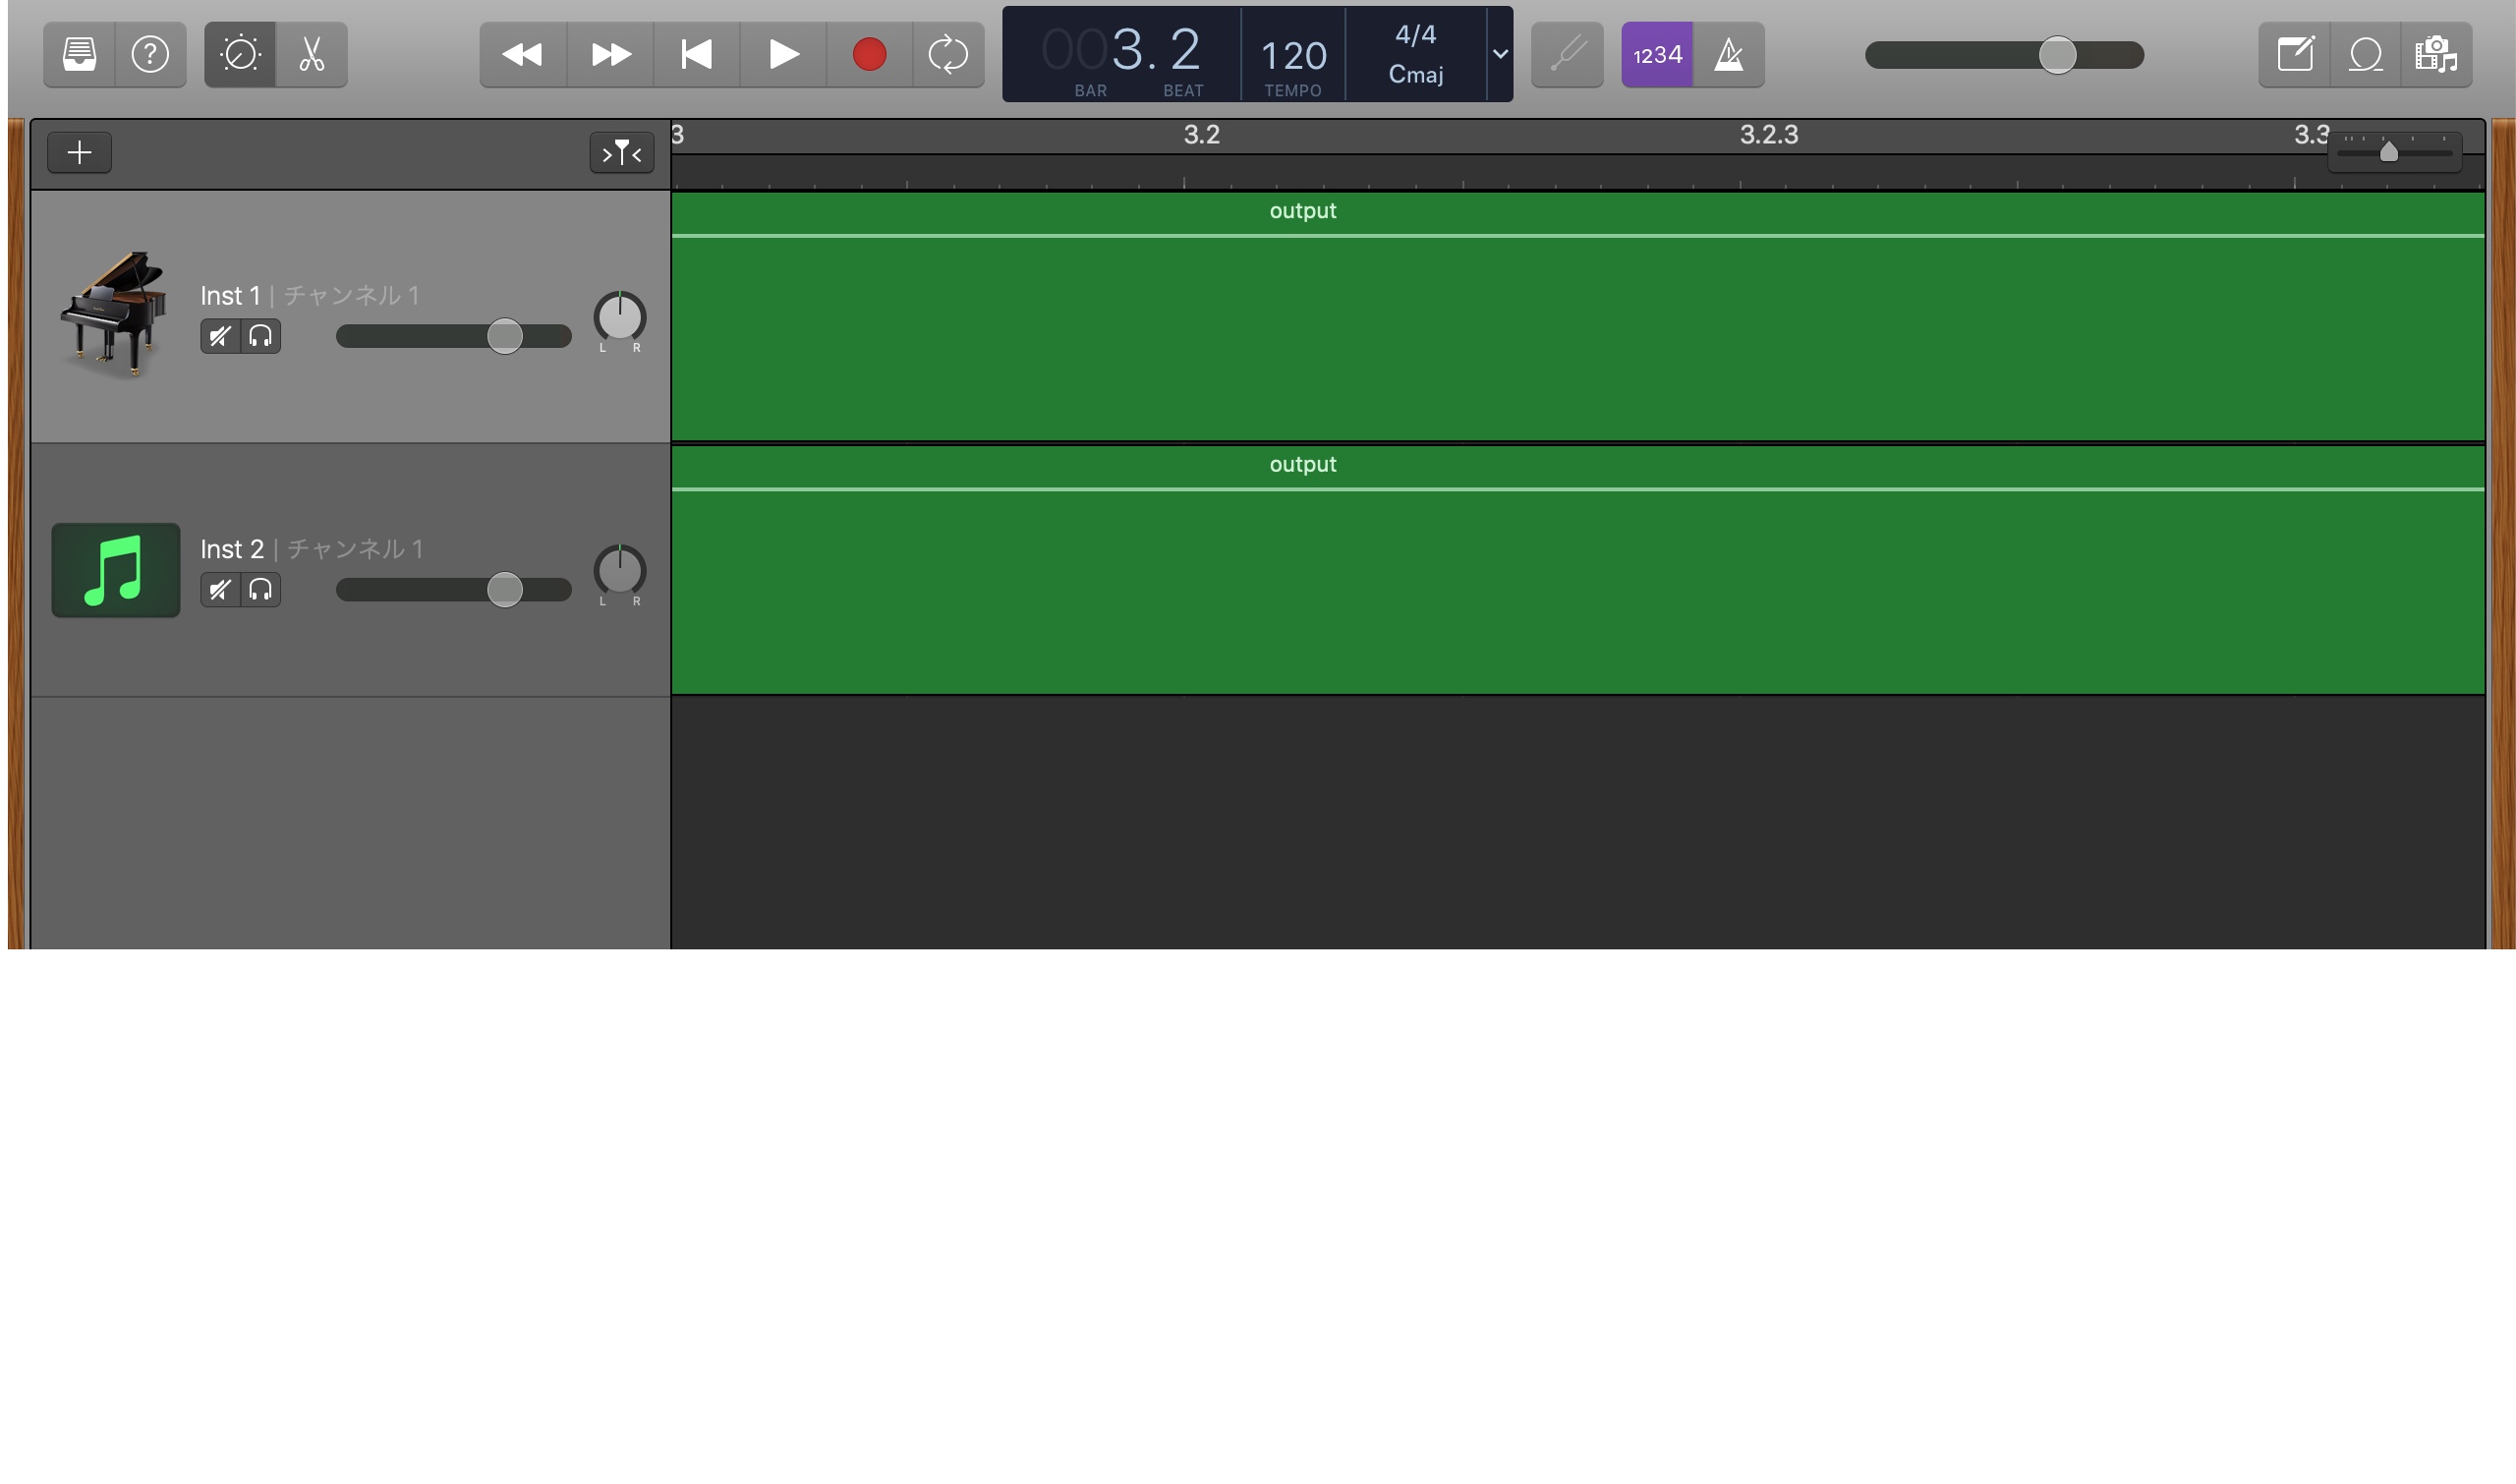 003. 2
BAR BEAT
120
TEMPO
4/4
Cmaj
1234
3 3.2 3.2.3 3.3
output
Inst 1 | チャンネル 1
L R
output
Inst 2 | チャンネル 1
L R